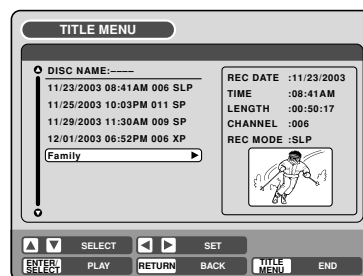 TITLE MENU
DISC NAME:----
11/23/2003 08:41AM 006 SLP
11/25/2003 10:03PM 011 SP
11/29/2003 11:30AM 009 SP
12/01/2003 06:52PM 006 XP
Family
REC DATE :11/23/2003
TIME :08:41AM
LENGTH :00:50:17
CHANNEL :006
REC MODE :SLP
SELECT SET
ENTER/SELECT PLAY RETURN BACK TITLE MENU END